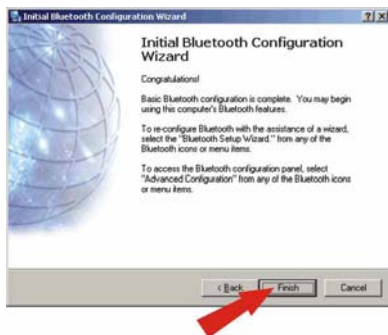 Initial Bluetooth Configuration Wizard
Initial Bluetooth Configuration
Wizard
Congratulations!
Basic Bluetooth configuration is complete. You may begin
using this computer's Bluetooth features.
To re-configure Bluetooth with the assistance of a wizard,
select the "Bluetooth Setup Wizard." from any of the
Bluetooth icons or menu items.
To access the Bluetooth configuration panel, select
"Advanced Configuration" from any of the Bluetooth icons
or menu items.
< Back Finish Cancel